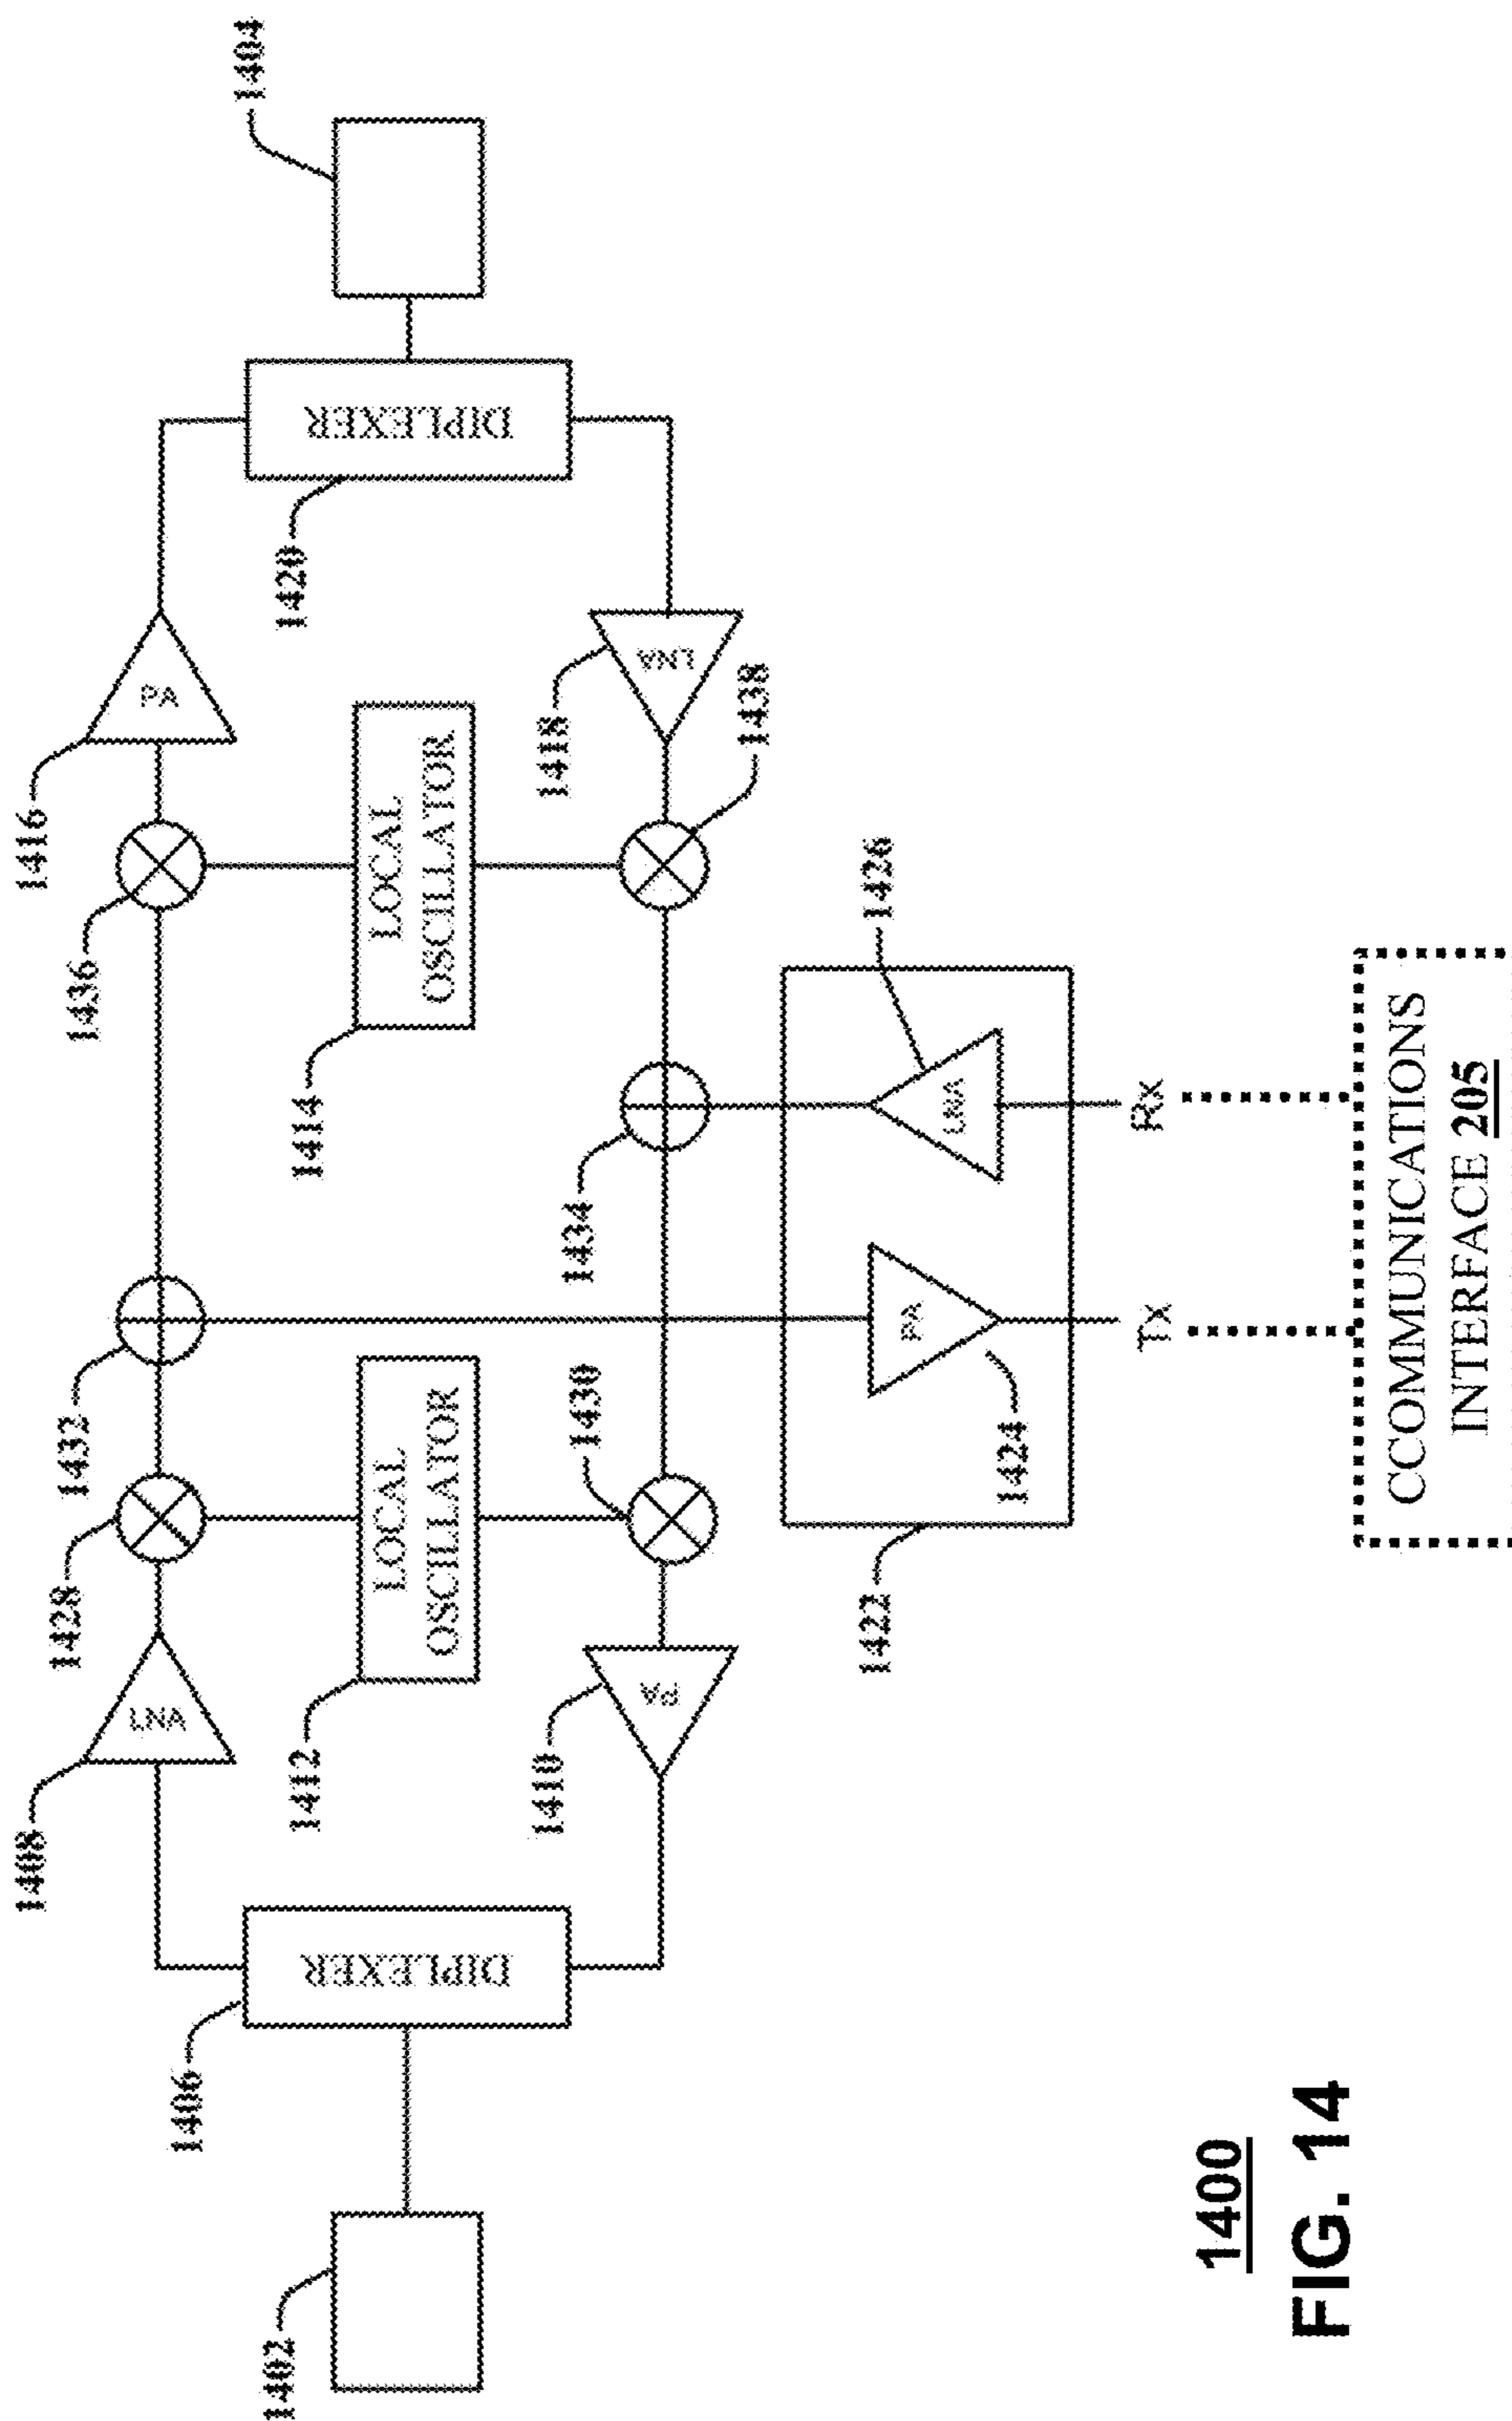 1408
LNA
1428
1432
1436
1416
PA
1406
DIPLEXER
1412
LOCAL
OSCILLATOR
1414
LOCAL
OSCILLATOR
1420
DIPLEXER
1402
1404
1410
PA
1430
1434
1418
LNA
1438
1422
1424
PA
1426
LNA
Tx
Rx
CCOMMUNICATIONS
INTERFACE 205
1400
FIG. 14